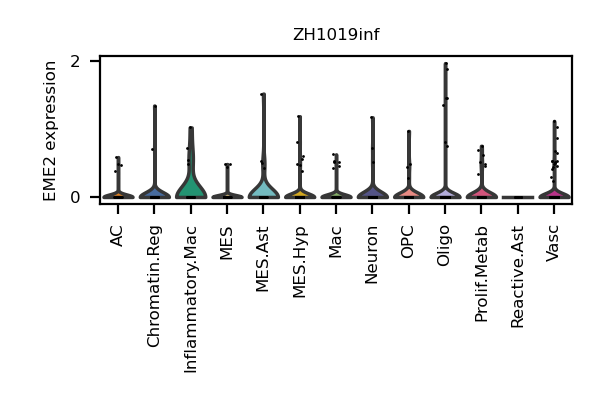 ZH1019inf
EME2 expression
2
0
AC
Chromatin.Reg
Inflammatory.Mac
MES
MES.Ast
MES.Hyp
Mac
Neuron
OPC
Oligo
Prolif.Metab
Reactive.Ast
Vasc